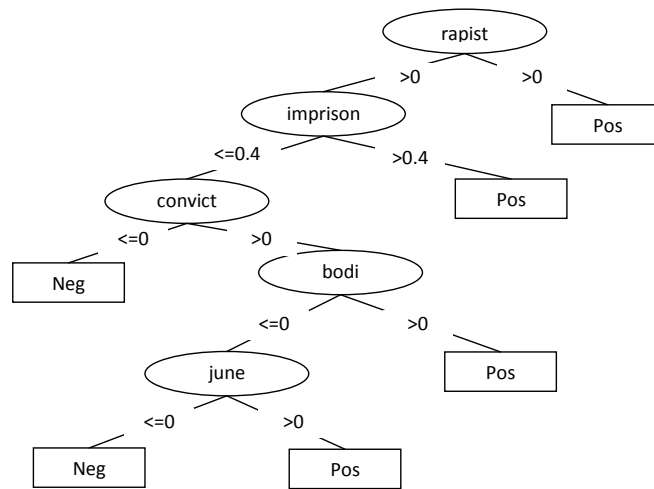 rapist
>0
>0
imprison
Pos
<=0.4
>0.4
convict
Pos
<=0
>0
Neg
bodi
<=0
>0
june
Pos
<=0
>0
Neg
Pos